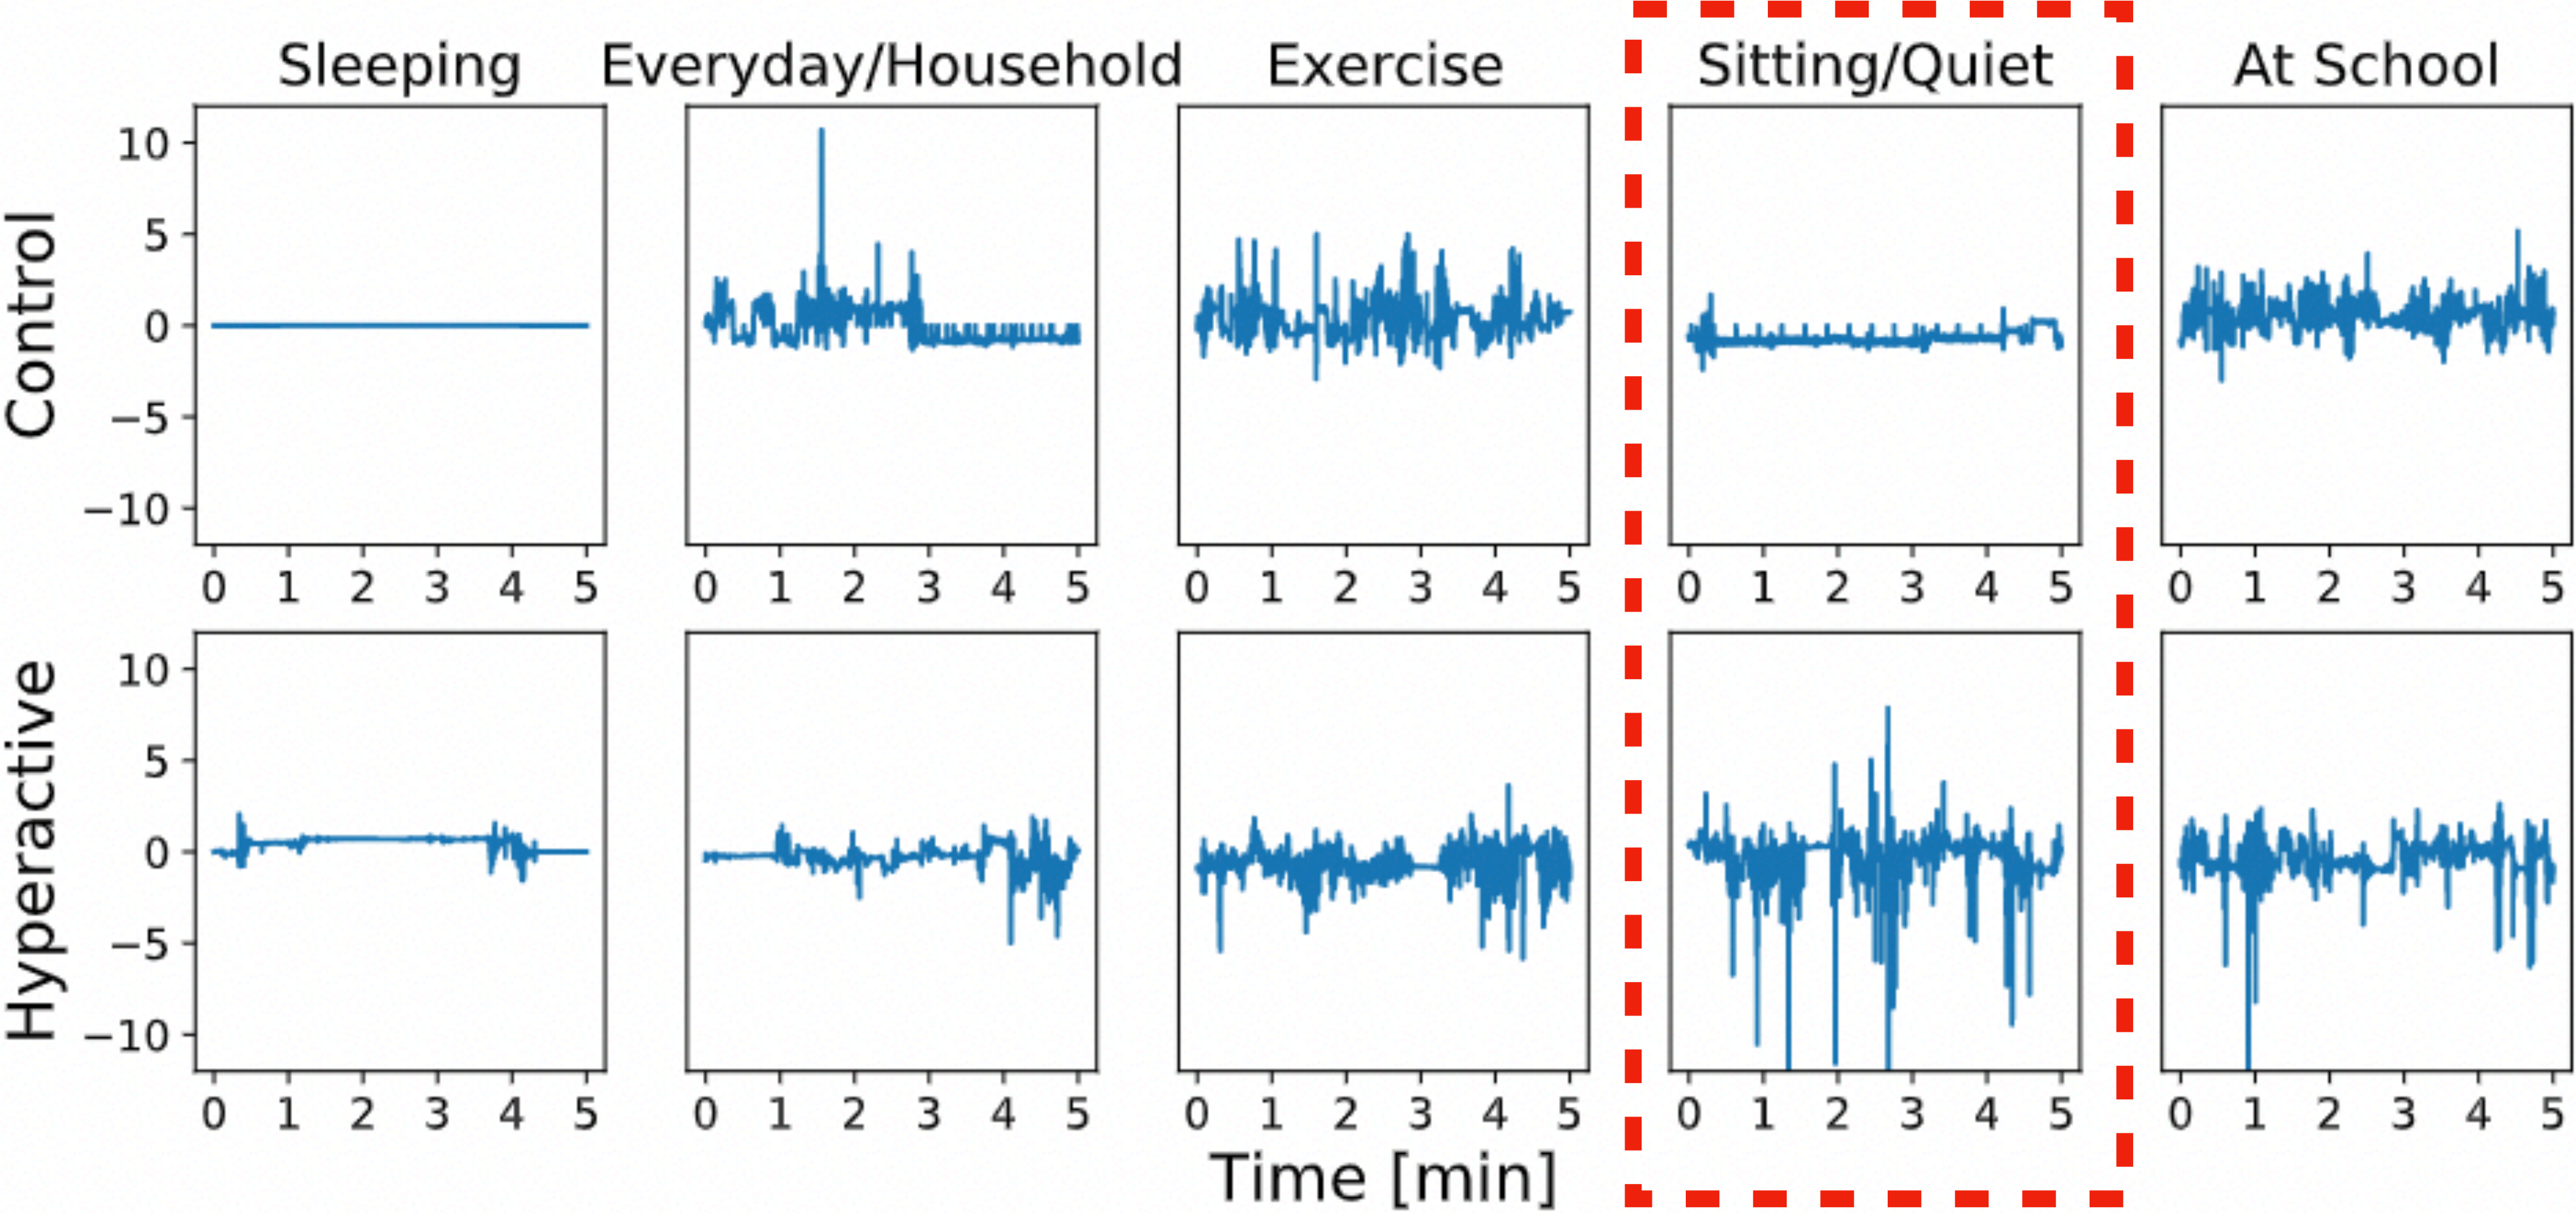 Sleeping Everyday/Household Exercise Sitting/Quiet At School
Control
10
5
0
−5
−10
0 1 2 3 4 5 0 1 2 3 4 5 0 1 2 3 4 5 0 1 2 3 4 5 0 1 2 3 4 5
Hyperactive
10
5
0
−5
−10
0 1 2 3 4 5 0 1 2 3 4 5 0 1 2 3 4 5 0 1 2 3 4 5 0 1 2 3 4 5
Time [min]